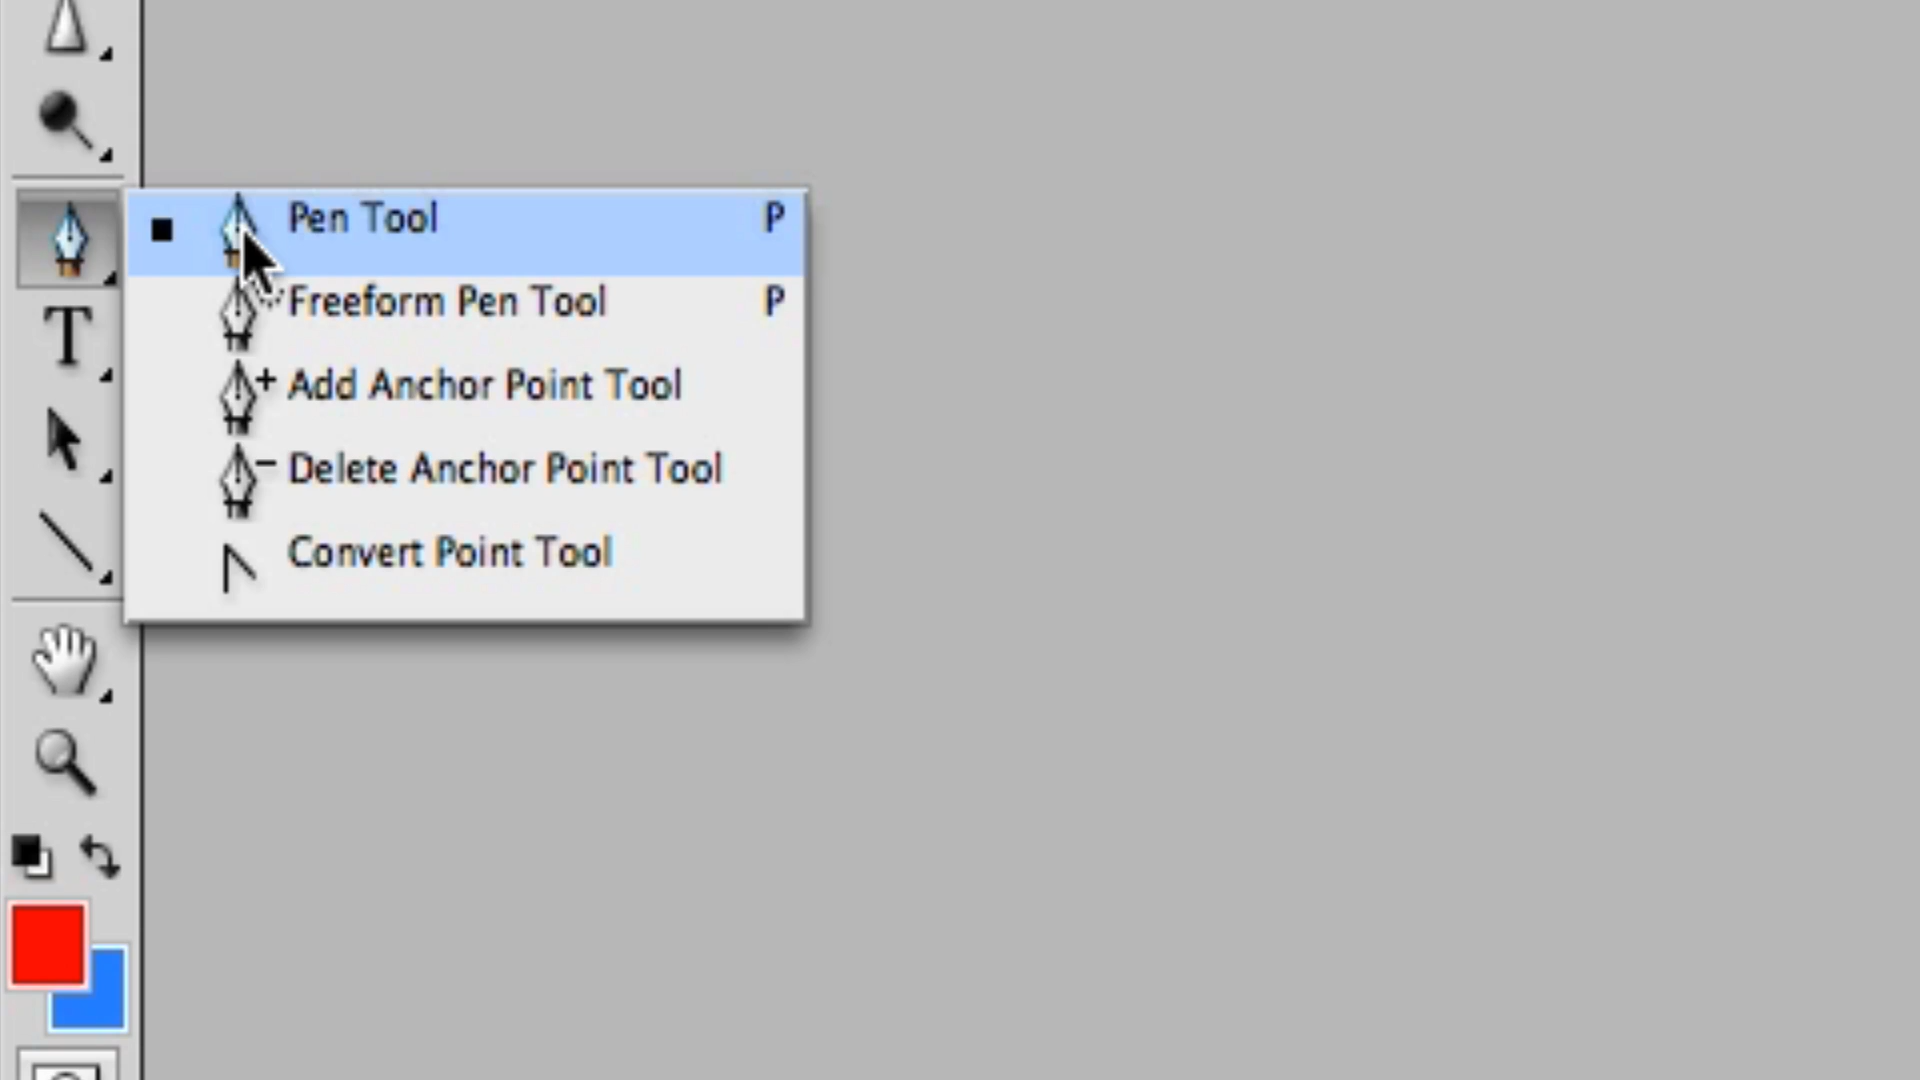 Pen Tool P
Freeform Pen Tool P
Add Anchor Point Tool
Delete Anchor Point Tool
Convert Point Tool
T